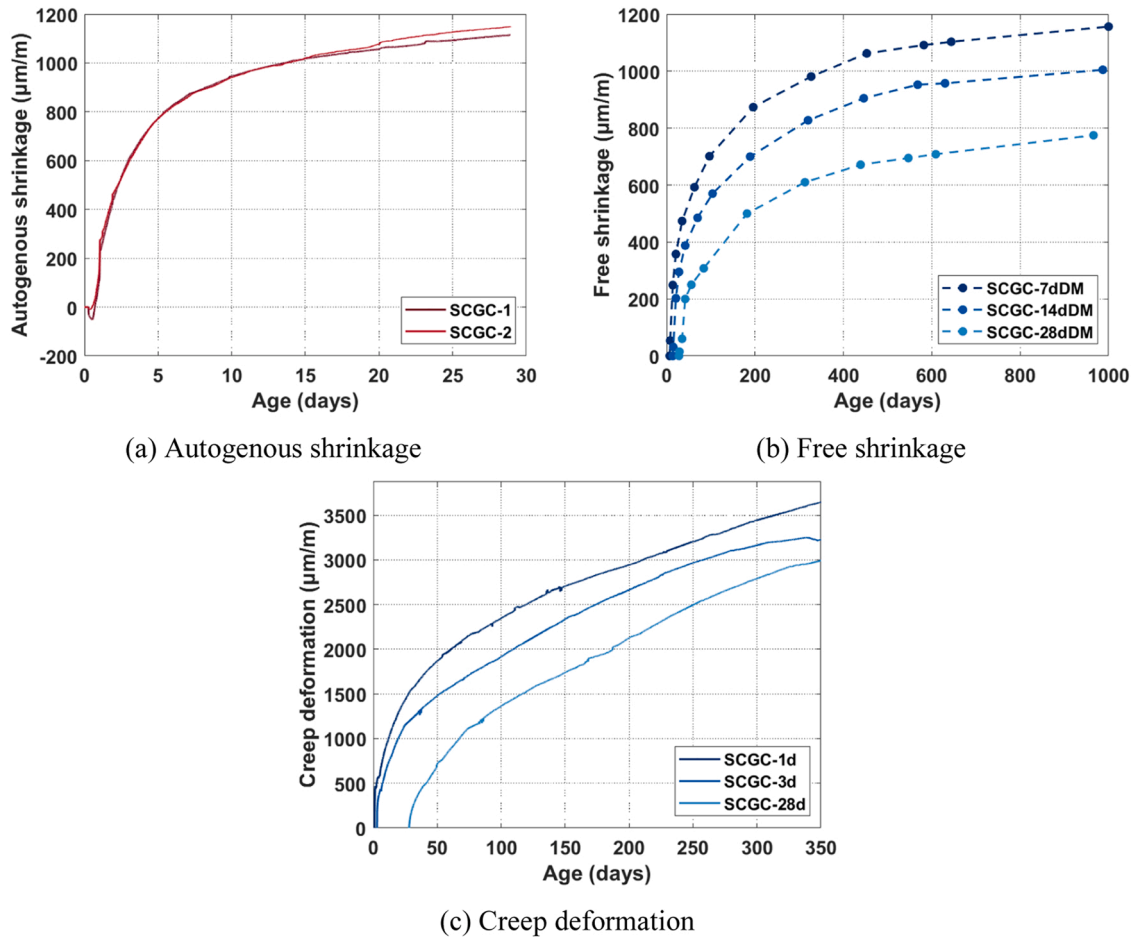 1200
1000
800
600
400
200
0
-200
Autogenous shrinkage (μm/m)
0 5 10 15 20 25 30
Age (days)
SCGC-1
SCGC-2
(a) Autogenous shrinkage
1200
1000
800
600
400
200
0
Free shrinkage (μm/m)
0 200 400 600 800 1000
Age (days)
SCGC-7dDM
SCGC-14dDM
SCGC-28dDM
(b) Free shrinkage
3500
3000
2500
2000
1500
1000
500
0
Creep deformation (μm/m)
0 50 100 150 200 250 300 350
Age (days)
SCGC-1d
SCGC-3d
SCGC-28d
(c) Creep deformation